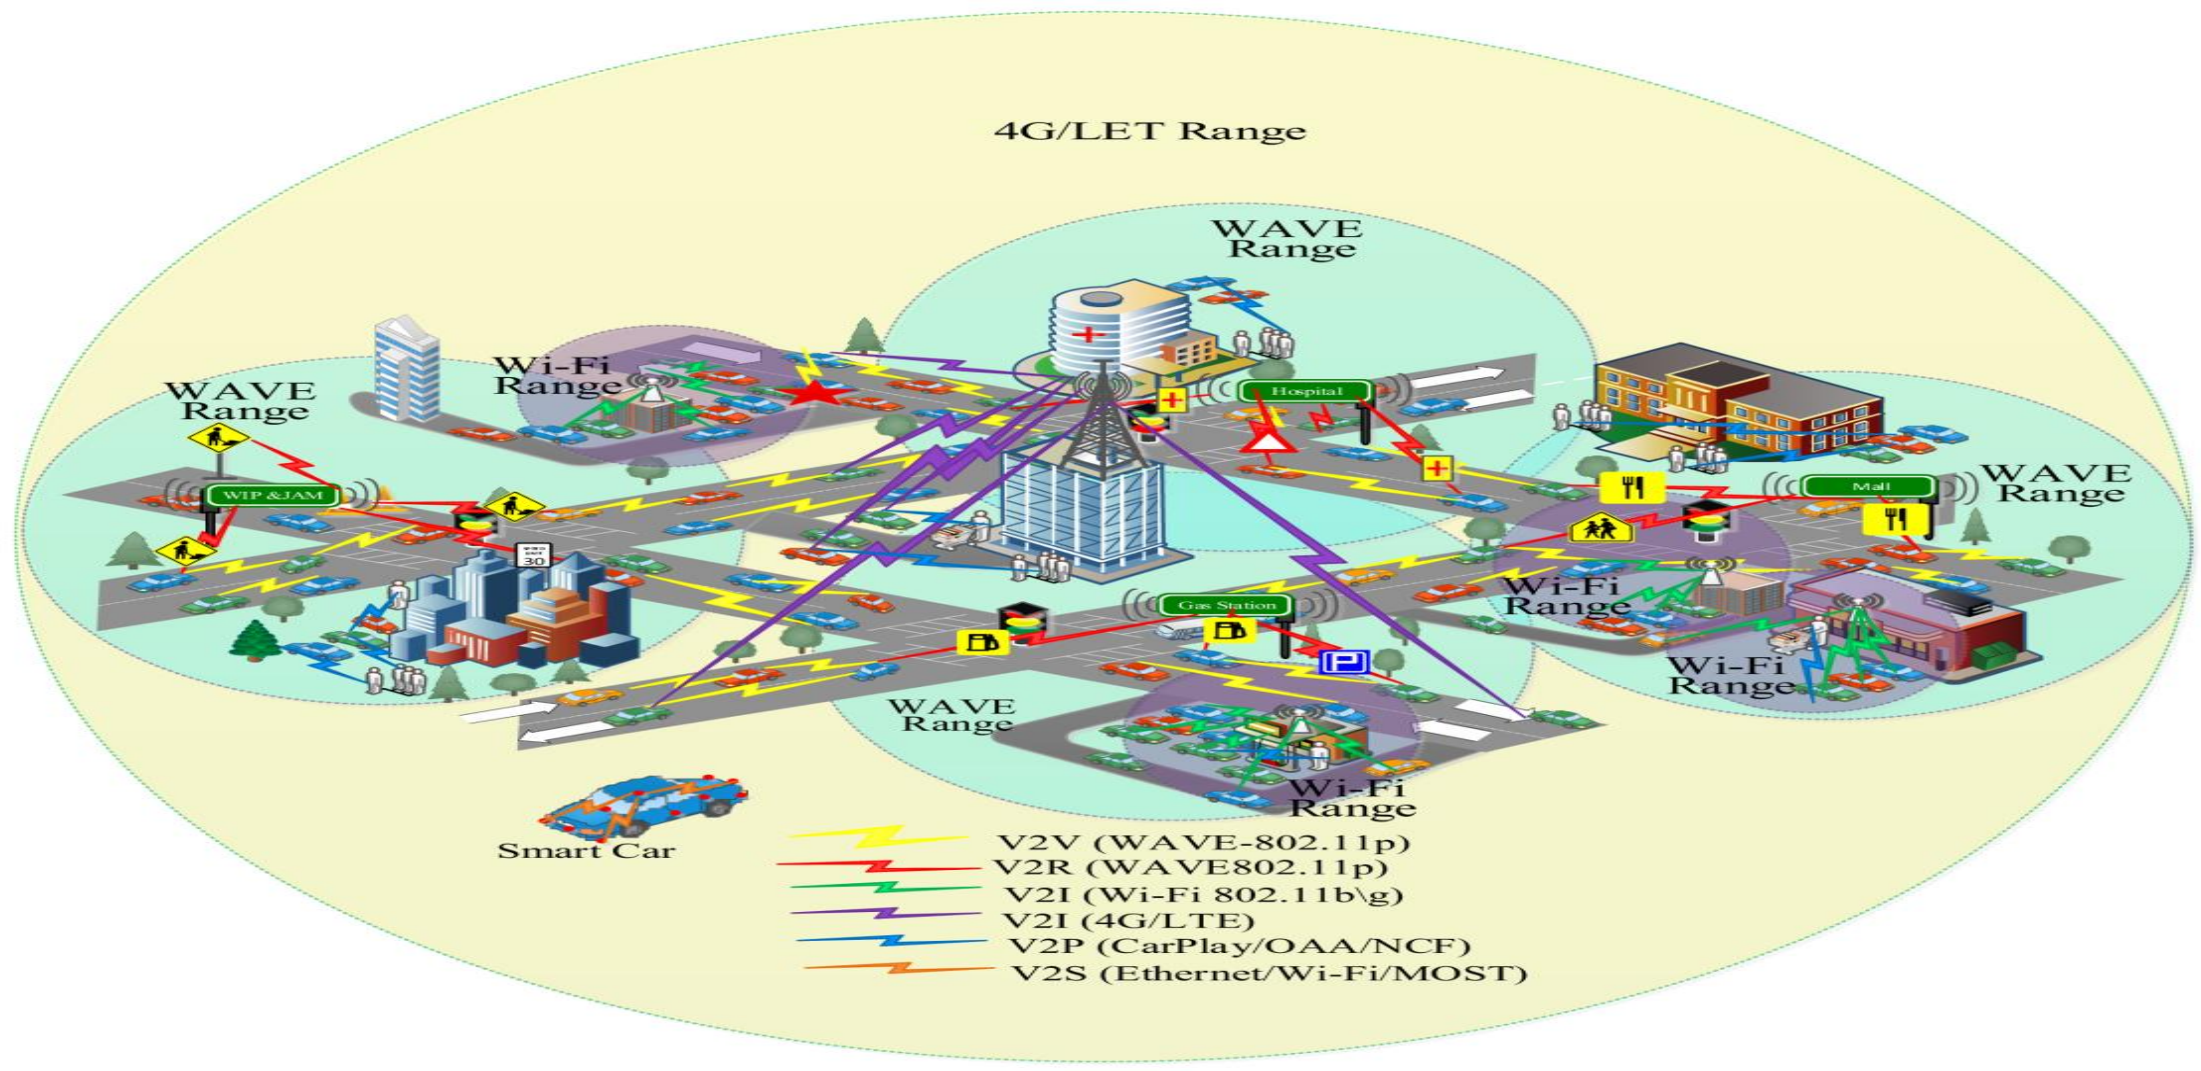 4G/LET Range
WAVE
Range
Wi-Fi
Range
WAVE
Range
Hospital
WIP &JAM
Mall
WAVE
Range
30
Wi-Fi
Range
Gas Station
Wi-Fi
Range
P
WAVE
Range
Wi-Fi
Range
Smart Car
V2V (WAVE-802.11p)
V2R (WAVE802.11p)
V2I (Wi-Fi 802.11b\g)
V2I (4G/LTE)
V2P (CarPlay/OAA/NCF)
V2S (Ethernet/Wi-Fi/MOST)